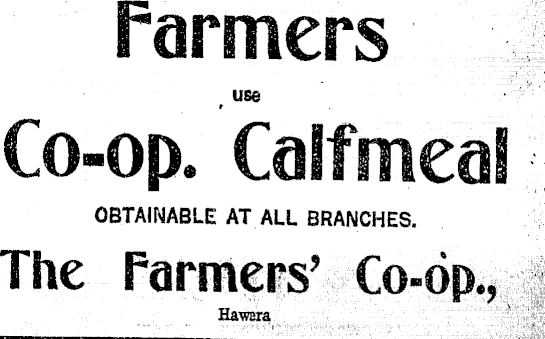 Farmers
use
Co-op. Calfmeal
OBTAINABLE AT ALL BRANCHES.
The Farmers' Co-op.,
Hawera